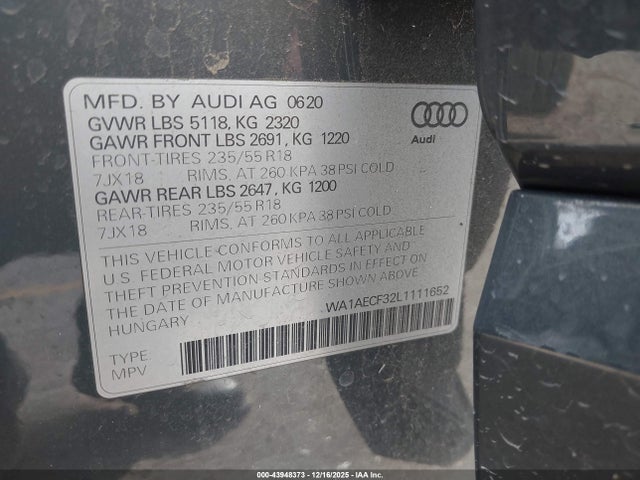 MFD. BY AUDI AG 0620
GVWR LBS 5118, KG 2320
GAWR FRONT LBS 2691, KG 1220
FRONT-TIRES 235/55 R18
7JX18 RIMS, AT 260 KPA 38 PSI COLD
GAWR REAR LBS 2647, KG 1200
REAR-TIRES 235/55 R18
7JX18 RIMS, AT 260 KPA 38 PSI COLD
Audi
THIS VEHICLE CONFORMS TO ALL APPLICABLE
U.S. FEDERAL MOTOR VEHICLE SAFETY AND
THEFT PREVENTION STANDARDS IN EFFECT ON
THE DATE OF MANUFACTURE SHOWN ABOVE.
HUNGARY
WA1AECF32L1111652
TYPE
MPV
000-43948373 - 12/16/2025 - IAAI, Inc.